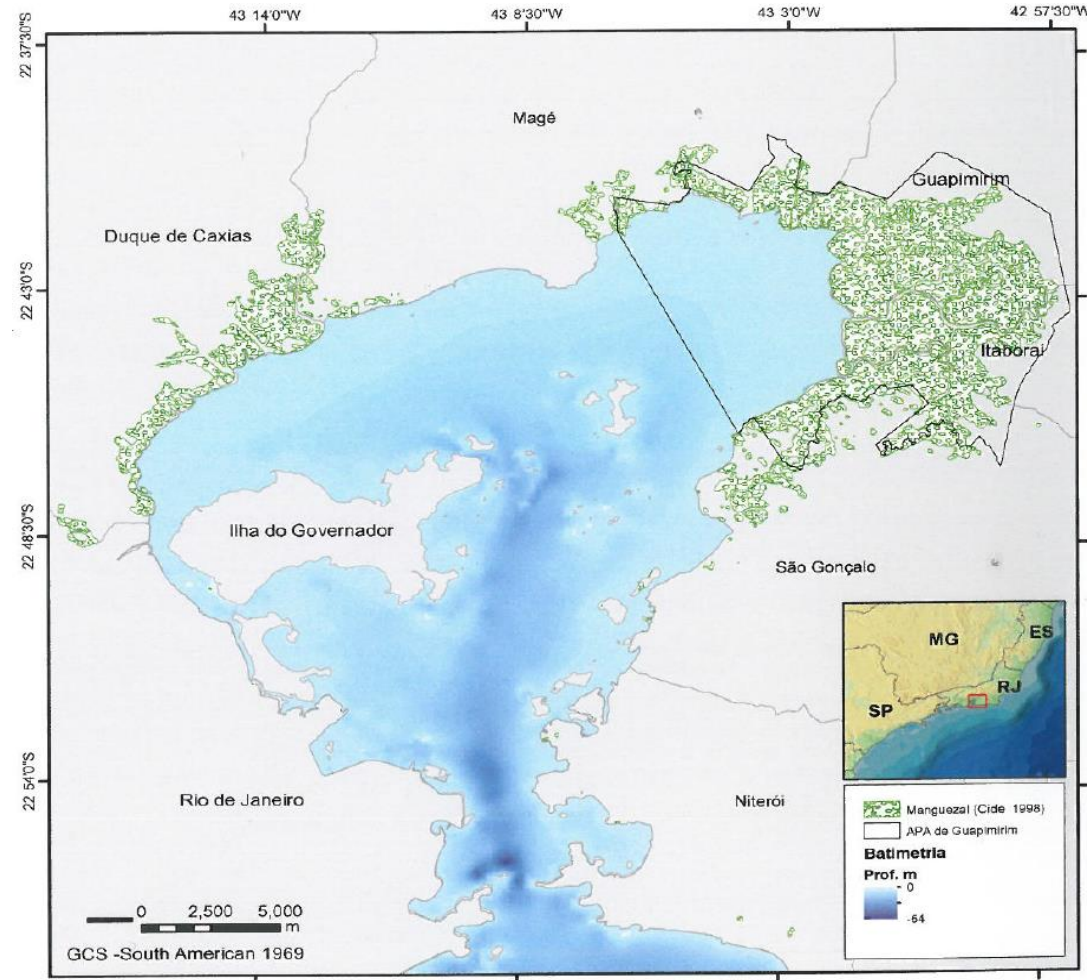 43 14'0"W
43 8'30"W
43 3'0"W
42 57'30"W
22 37'30"S
Magé
Guapimirim
Duque de Caxias
22 43'0"S
Itaboraí
22 48'30"S
Ilha do Governador
São Gonçalo
MG
ES
RJ
SP
22 54'0"S
Rio de Janeiro
Niterói
Manguezal (Cide 1998)
APA de Guapimirim
Batimetria
Prof. m
0
-64
0 2,500 5,000
m
GCS -South American 1969